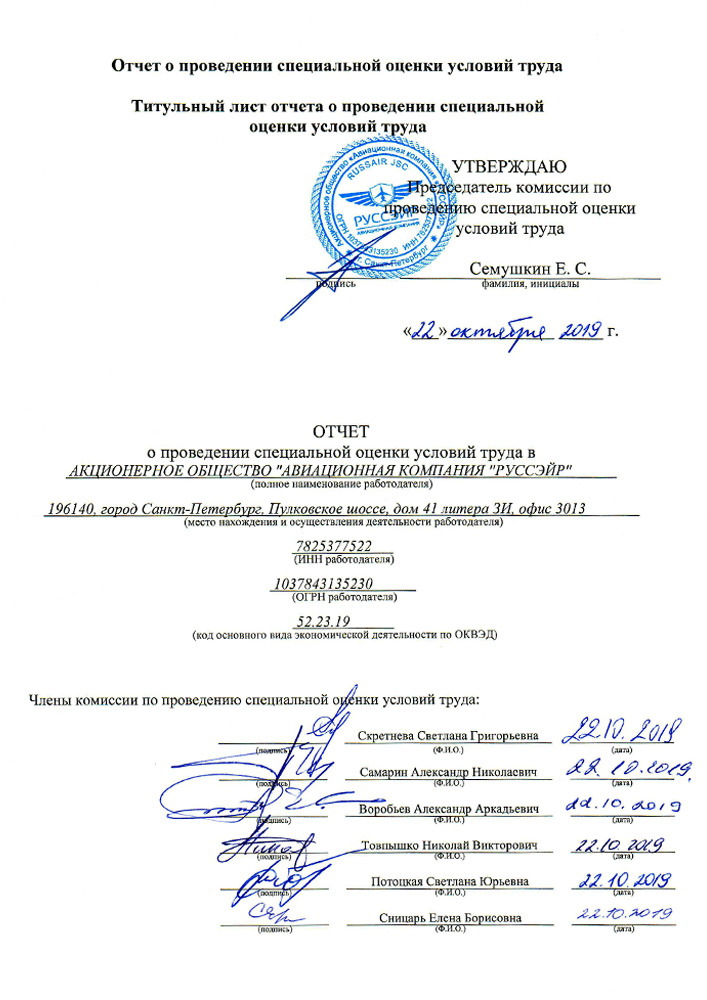 Отчет о проведении специальной оценки условий труда
Титульный лист отчета о проведении специальной
оценки условий труда
УТВЕРЖДАЮ
Председатель комиссии по
проведению специальной оценки
условий труда
Акционерное общество «Авиационная компания «РУССЭЙР»
RUSSAIR JSC
РУССЭЙР
АВИАЦИОННАЯ КОМПАНИЯ
ОГРН 1037843135230 ИНН 7825377522
г. Санкт-Петербург
Семушкин Е. С.
подпись фамилия, инициалы
«22» октября 2019 г.
ОТЧЕТ
о проведении специальной оценки условий труда в
АКЦИОНЕРНОЕ ОБЩЕСТВО "АВИАЦИОННАЯ КОМПАНИЯ "РУССЭЙР"
(полное наименование работодателя)
196140, город Санкт-Петербург, Пулковское шоссе, дом 41 литера ЗИ, офис 3013
(место нахождения и осуществления деятельности работодателя)
7825377522
(ИНН работодателя)
1037843135230
(ОГРН работодателя)
52.23.19
(код основного вида экономической деятельности по ОКВЭД)
Члены комиссии по проведению специальной оценки условий труда:
Скретнева Светлана Григорьевна 22.10.2019
(подпись) (Ф.И.О.) (дата)
Самарин Александр Николаевич 22.10.2019.
(подпись) (Ф.И.О.) (дата)
Воробьев Александр Аркадьевич 22.10.2019
(подпись) (Ф.И.О.) (дата)
Товпышко Николай Викторович 22.10.2019
(подпись) (Ф.И.О.) (дата)
Потоцкая Светлана Юрьевна 22.10.2019
(подпись) (Ф.И.О.) (дата)
Сницарь Елена Борисовна 22.10.2019
(подпись) (Ф.И.О.) (дата)